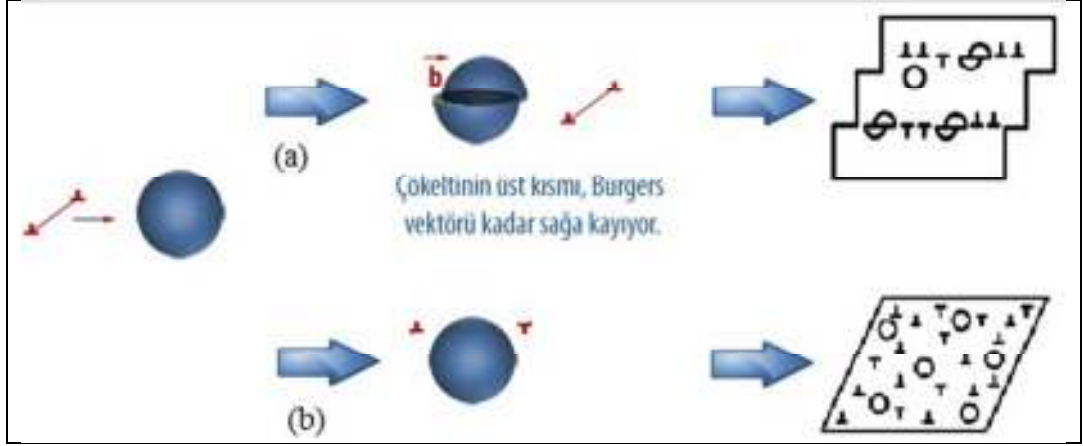 b
(a)
Çökeltinin üst kısmı, Burgers
vektörü kadar sağa kayıyor.
(b)